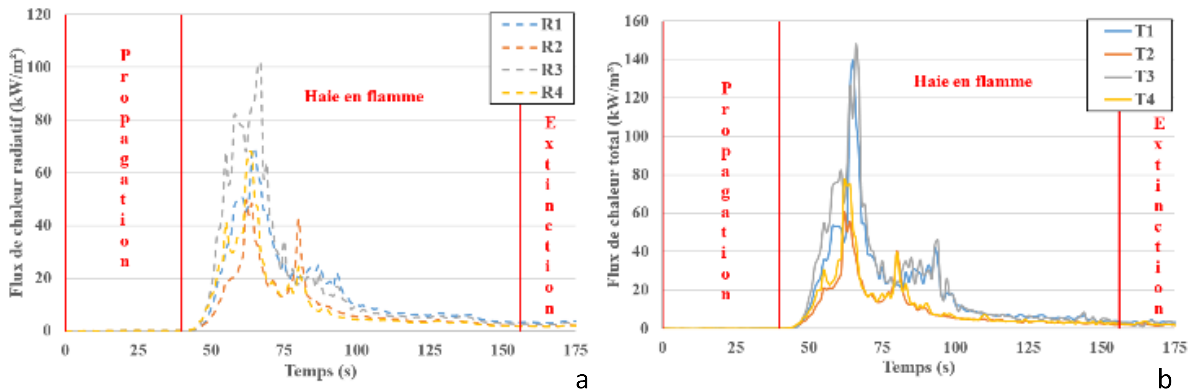 Flux de chaleur radiatif (kW/m²)
120
100
80
60
40
20
0
Propagation
Haie en flamme
Extinction
R1
R2
R3
R4
0
25
50
75
100
125
150
175
Temps (s)
a
Flux de chaleur total (kW/m²)
160
140
120
100
80
60
40
20
0
Propagation
Haie en flamme
Extinction
T1
T2
T3
T4
0
25
50
75
100
125
150
175
Temps (s)
b